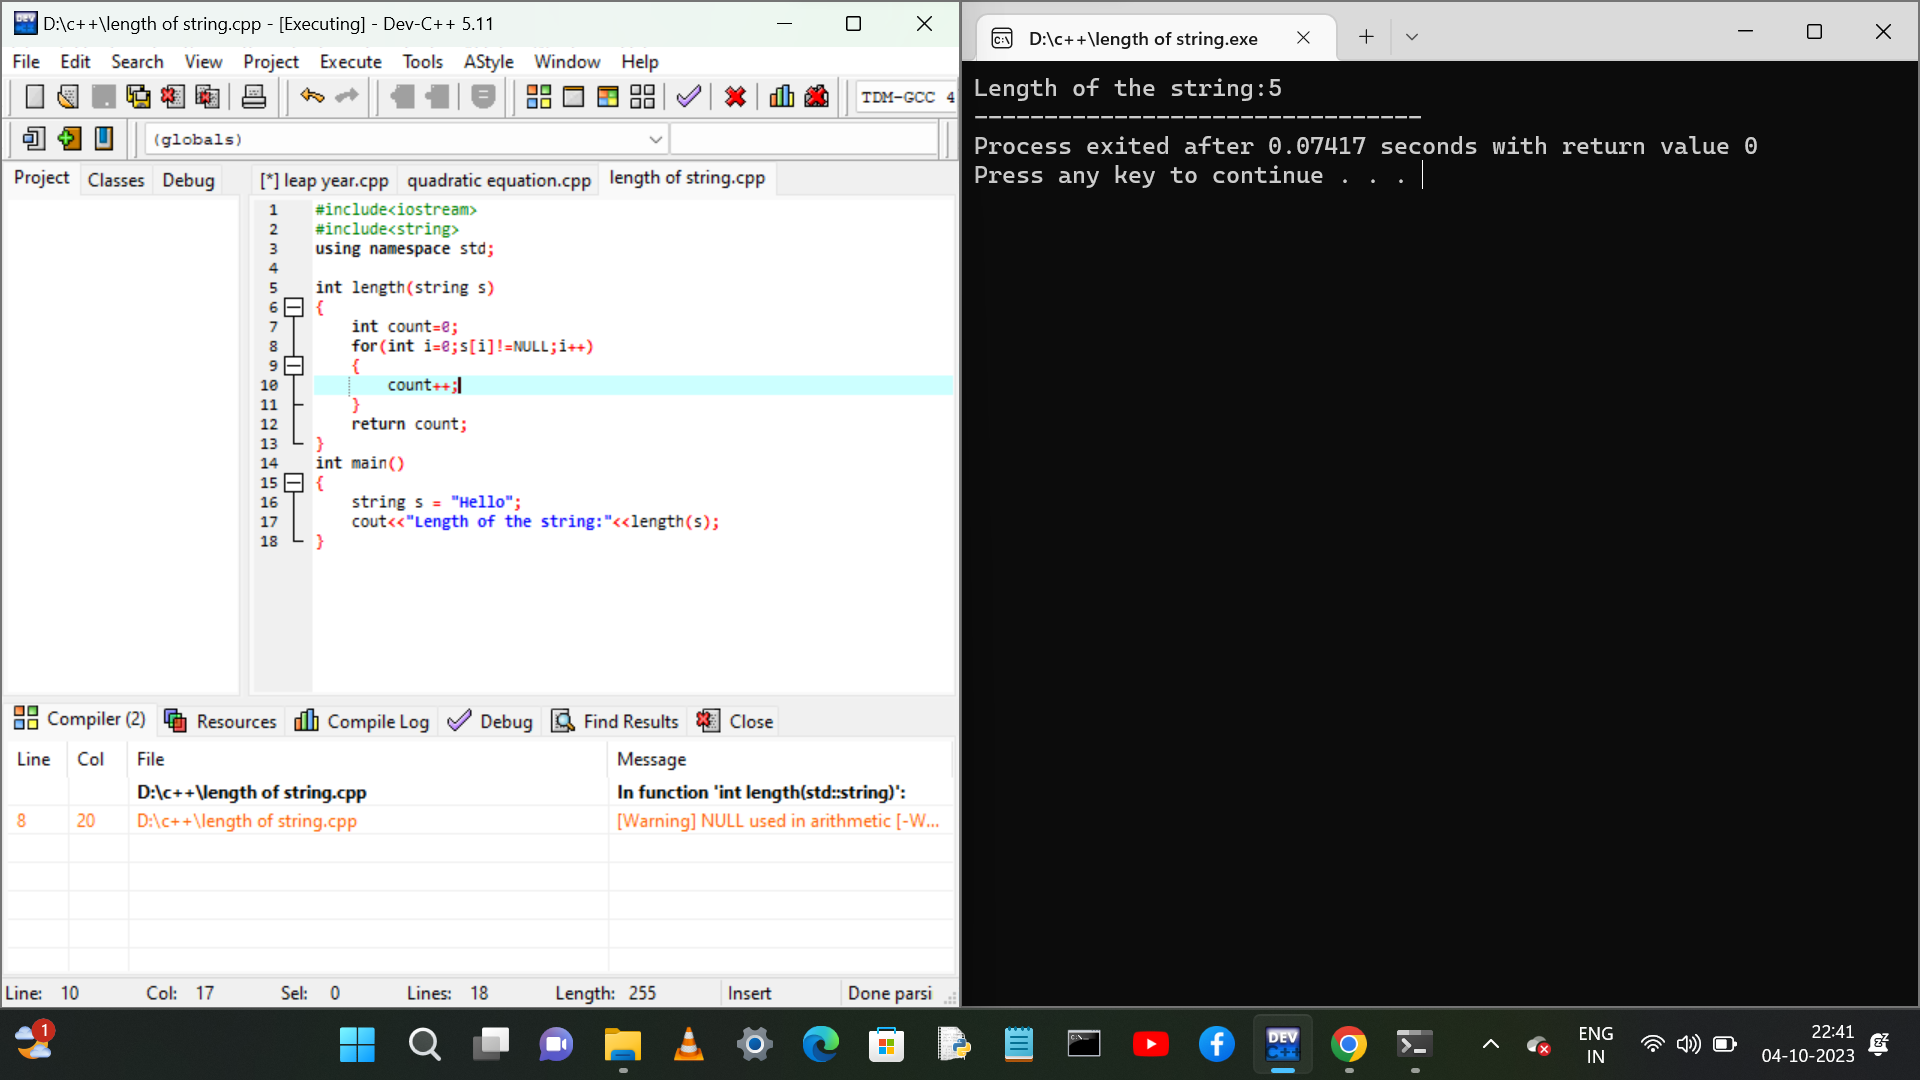 D:\c++\length of string.cpp - [Executing] - Dev-C++ 5.11
File Edit Search View Project Execute Tools AStyle Window Help
TDM-GCC 4
(globals)
Project Classes Debug
[*] leap year.cpp quadratic equation.cpp length of string.cpp
1 #include<iostream>
2 #include<string>
3 using namespace std;
4
5 int length(string s)
6 {
7 int count=0;
8 for(int i=0;s[i]!=NULL;i++)
9 {
10 count++;
11 }
12 return count;
13 }
14 int main()
15 {
16 string s = "Hello";
17 cout<<"Length of the string:"<<length(s);
18 }
Compiler (2) Resources Compile Log Debug Find Results Close
Line Col File Message
D:\c++\length of string.cpp In function 'int length(std::string)':
8 20 D:\c++\length of string.cpp [Warning] NULL used in arithmetic [-W...
Line: 10 Col: 17 Sel: 0 Lines: 18 Length: 255 Insert Done parsi
D:\c++\length of string.exe
Length of the string:5
--------------------------------
Process exited after 0.07417 seconds with return value 0
Press any key to continue . . .
1
DEV C++
ENG
IN
22:41
04-10-2023